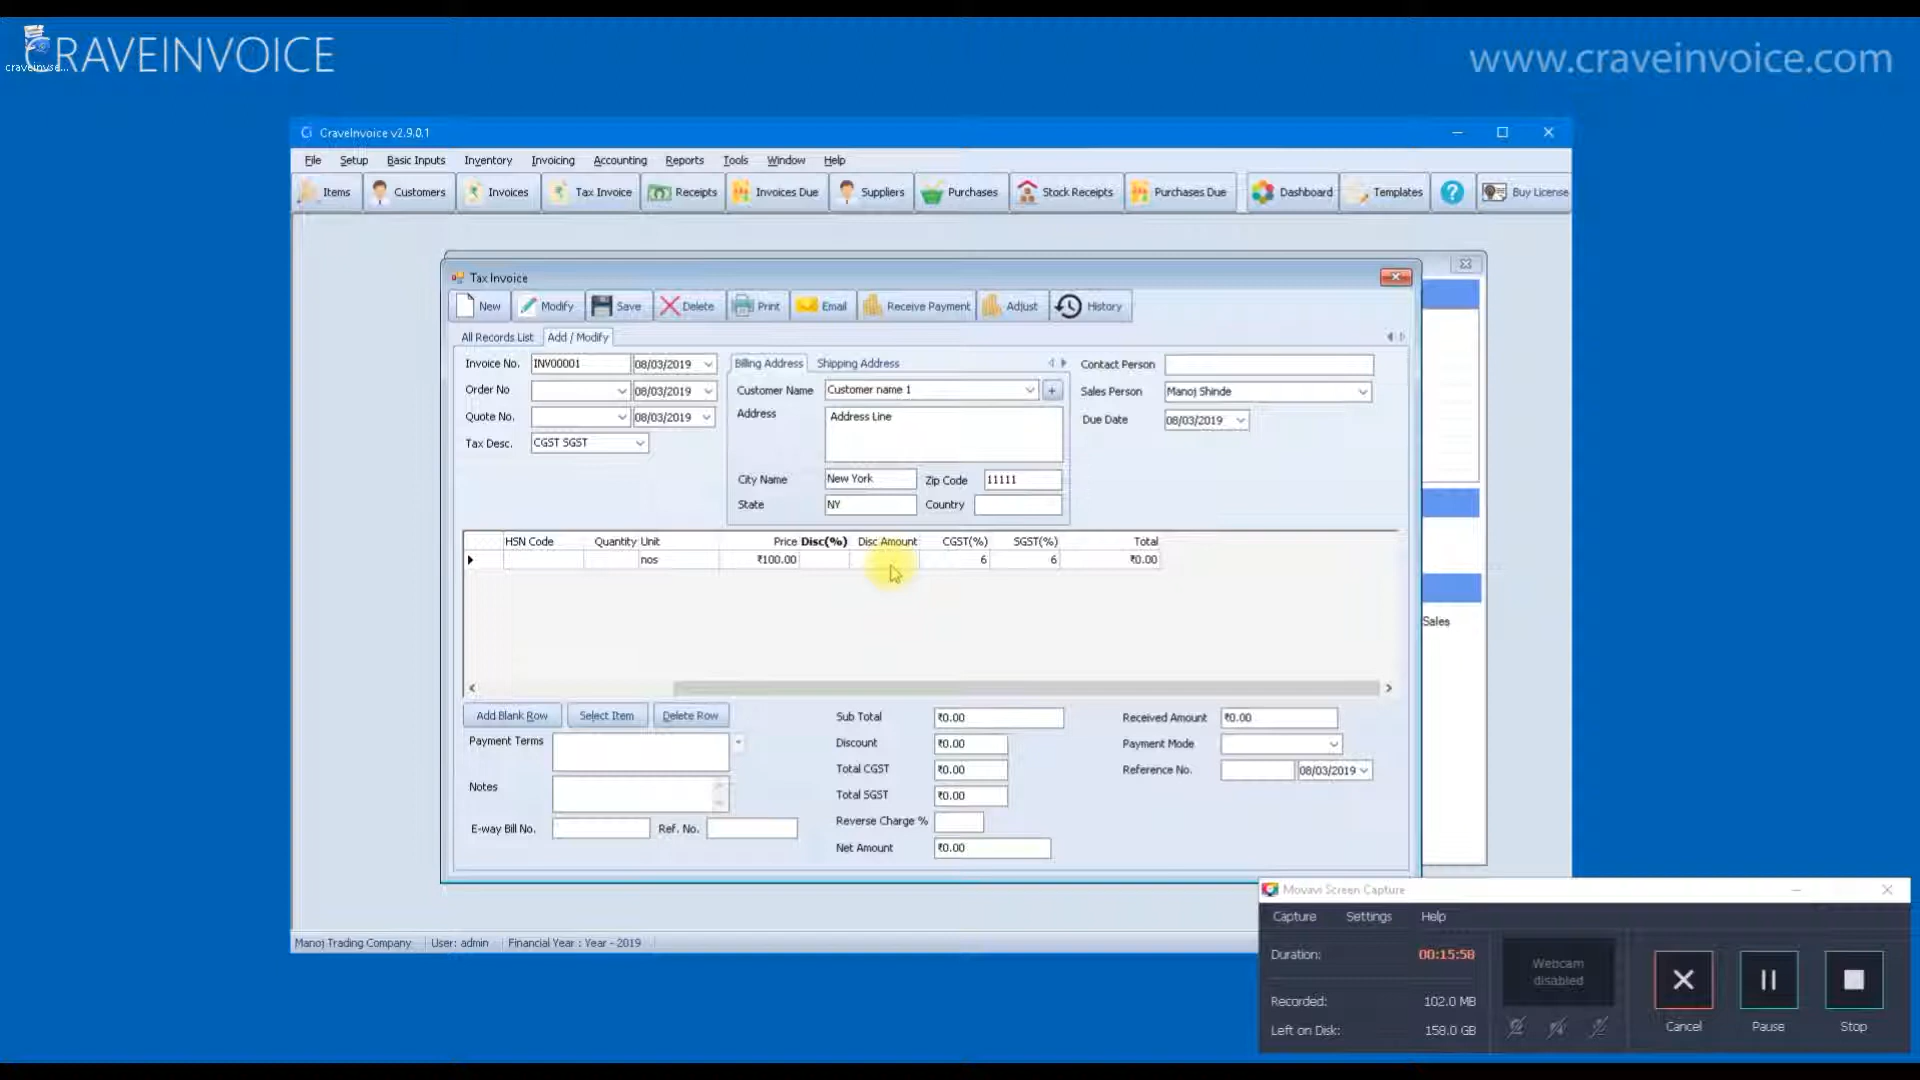 CRAVEINVOICE
craveinvse...
www.craveinvoice.com
Ci CraveInvoice v2.9.0.1
File Setup Basic Inputs Inventory Invoicing Accounting Reports Tools Window Help
Items Customers Invoices Tax Invoice Receipts Invoices Due Suppliers Purchases Stock Receipts Purchases Due Dashboard Templates ? Buy License
Tax Invoice
New Modify Save Delete Print Email Receive Payment Adjust History
All Records List Add / Modify
Invoice No. INV00001 08/03/2019 Billing Address Shipping Address Contact Person
Order No 08/03/2019 Customer Name Customer name 1 + Sales Person Manoj Shinde
Quote No. 08/03/2019 Address Address Line Due Date 08/03/2019
Tax Desc. CGST SGST
City Name New York Zip Code 11111
State NY Country
HSN Code Quantity Unit Price Disc(%) Disc Amount CGST(%) SGST(%) Total
nos ₹100.00 6 6 ₹0.00
Sales
Add Blank Row Select Item Delete Row Sub Total ₹0.00 Received Amount ₹0.00
Payment Terms Discount ₹0.00 Payment Mode
Total CGST ₹0.00 Reference No. 08/03/2019
Notes Total SGST ₹0.00
E-way Bill No. Ref. No. Reverse Charge %
Net Amount ₹0.00
Manoj Trading Company User: admin Financial Year : Year - 2019
Movavi Screen Capture
Capture Settings Help
Duration: 00:15:58
Webcam
disabled
Recorded: 102.0 MB
Left on Disk: 158.0 GB
Cancel Pause Stop